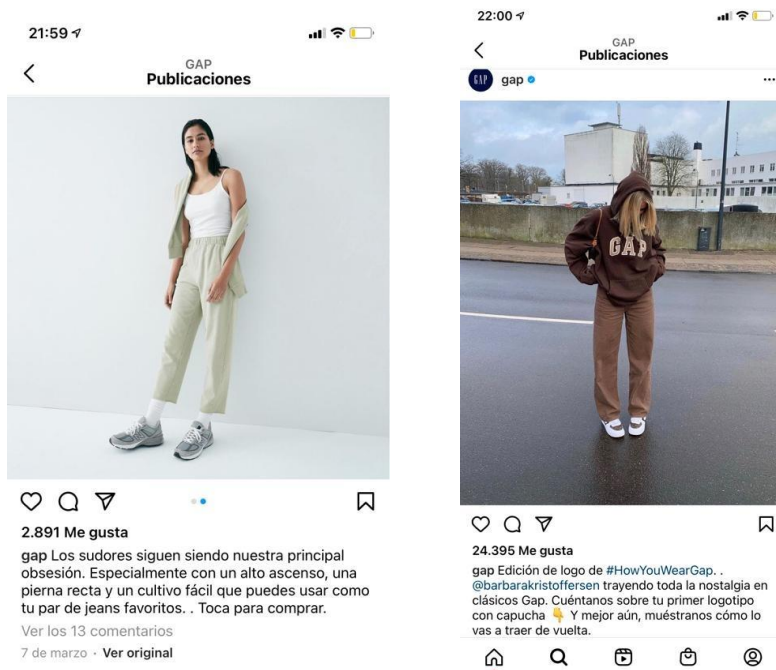 21:59
GAP
Publicaciones
2.891 Me gusta
gap Los sudores siguen siendo nuestra principal
obsesión. Especialmente con un alto ascenso, una
pierna recta y un cultivo fácil que puedes usar como
tu par de jeans favoritos. . Toca para comprar.
Ver los 13 comentarios
7 de marzo · Ver original
22:00
GAP
Publicaciones
GAP
gap
GAP
24.395 Me gusta
gap Edición de logo de #HowYouWearGap. .
@barbarakristoffersen trayendo toda la nostalgia en
clásicos Gap. Cuéntanos sobre tu primer logotipo
con capucha 👇 Y mejor aún, muéstranos cómo lo
vas a traer de vuelta.